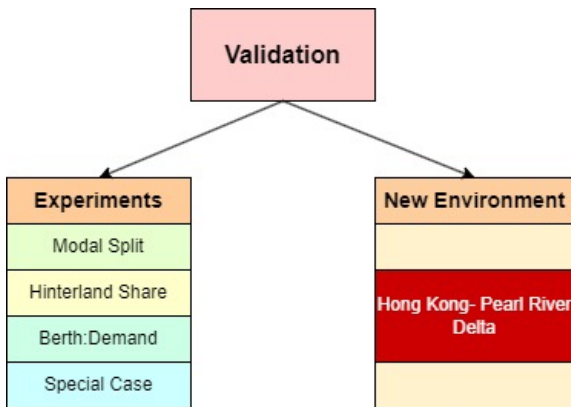 Validation
Experiments
Modal Split
Hinterland Share
Berth:Demand
Special Case
New Environment
Hong Kong- Pearl River
Delta